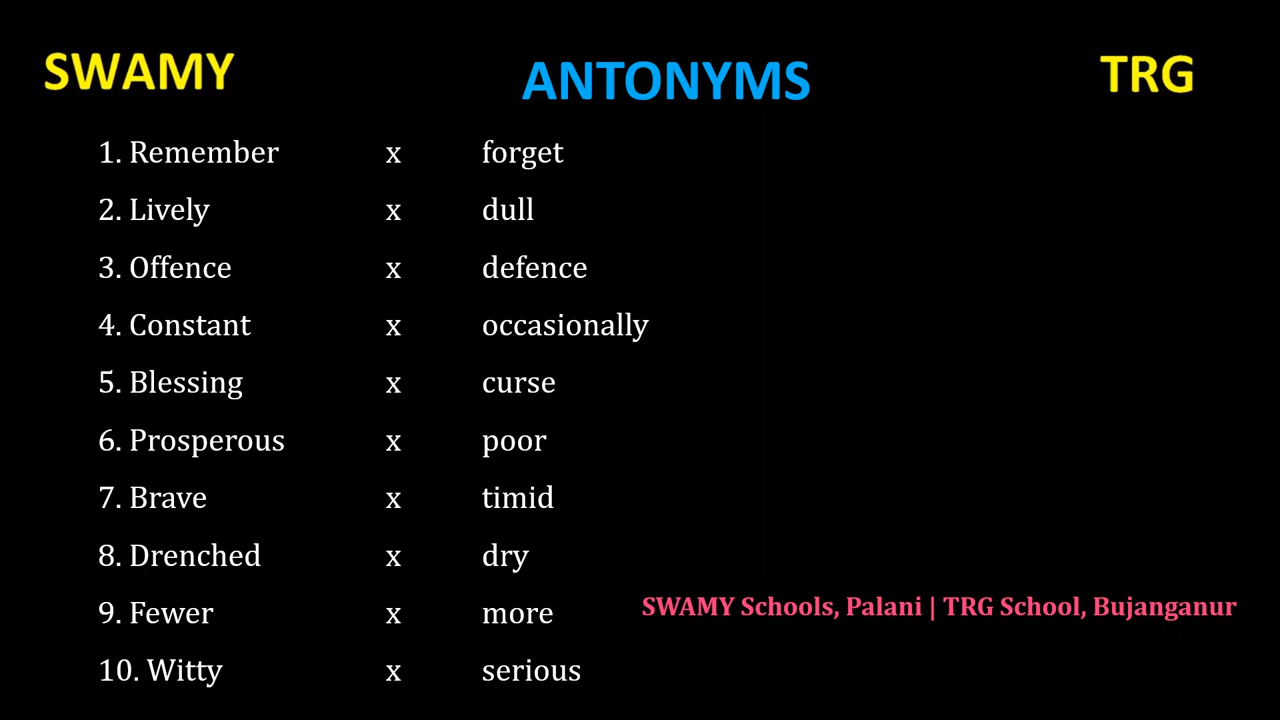 SWAMY ANTONYMS TRG
1. Remember x forget
2. Lively x dull
3. Offence x defence
4. Constant x occasionally
5. Blessing x curse
6. Prosperous x poor
7. Brave x timid
8. Drenched x dry
9. Fewer x more
SWAMY Schools, Palani | TRG School, Bujanganur
10. Witty x serious